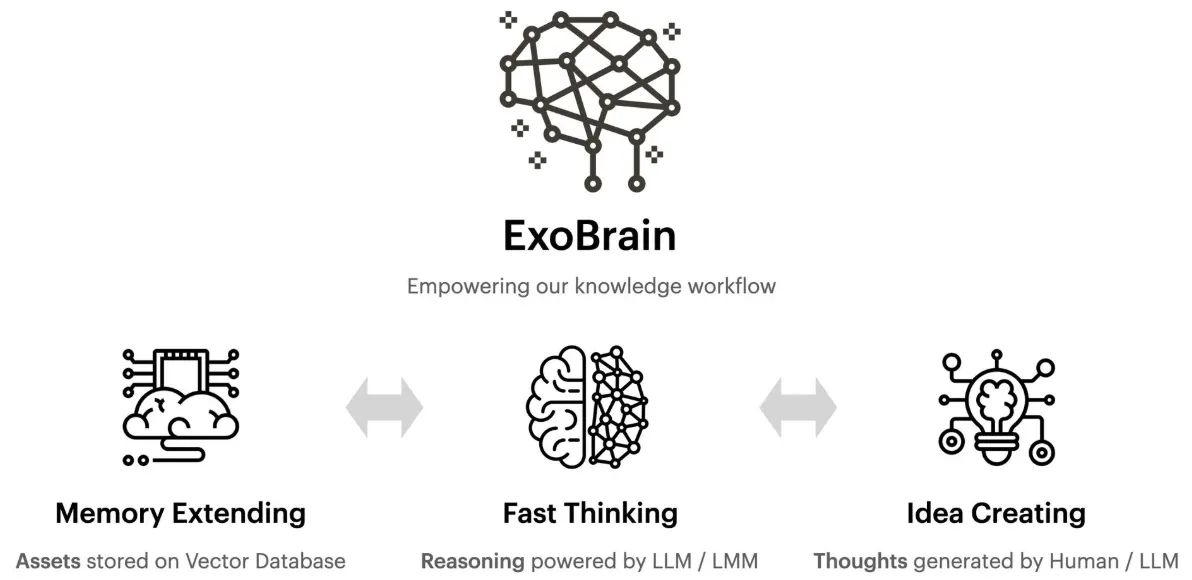 ExoBrain
Empowering our knowledge workflow
Memory Extending
Fast Thinking
Idea Creating
Assets stored on Vector Database
Reasoning powered by LLM / LMM
Thoughts generated by Human / LLM